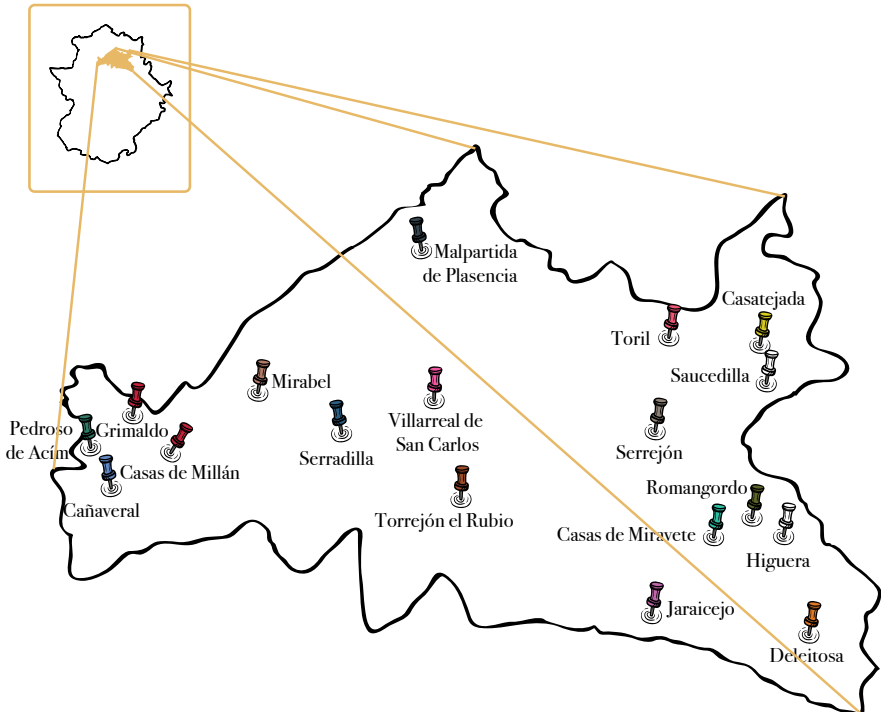 Malpartida
de Plasencia
Casatejada
Toril
Saucedilla
Mirabel
Villarreal de
San Carlos
Pedroso
de Acím
Grimaldo
Serradilla
Serrejón
Casas de Millán
Cañaveral
Romangordo
Torrejón el Rubio
Casas de Miravete
Higuera
Jaraicejo
Deleitosa